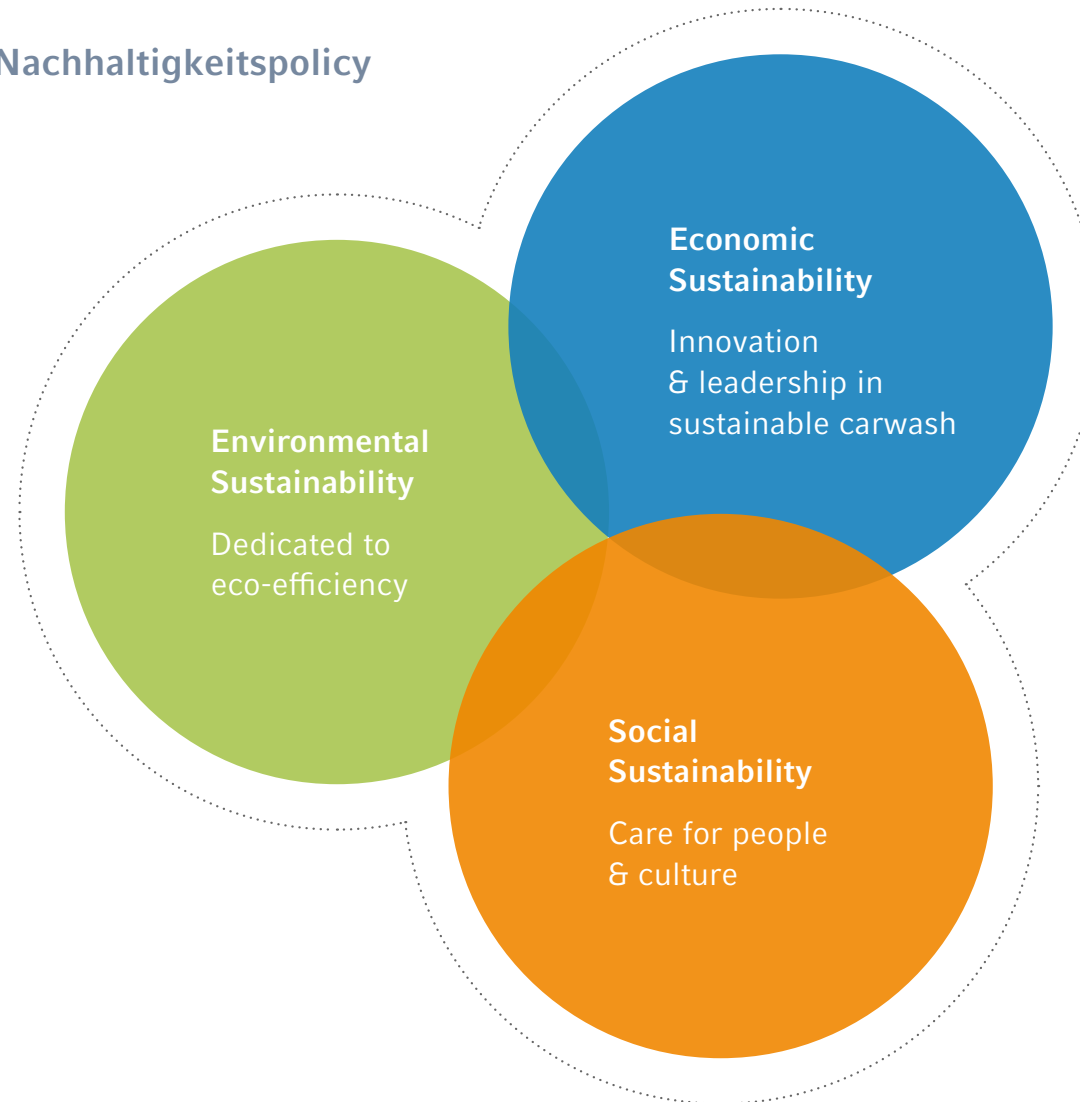 Nachhaltigkeitspolicy
Economic
Sustainability
Innovation
& leadership in
sustainable carwash
Environmental
Sustainability
Dedicated to
eco-efficiency
Social
Sustainability
Care for people
& culture